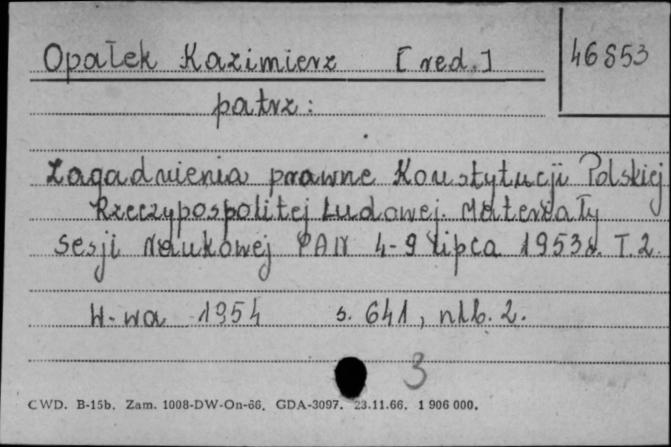 Opałek Kazimierz [red.] 46853
patrz:
Zagadnienia prawne Konstytucji Polskiej
Rzeczypospolitej Ludowej. Materiały
sesji Naukowej PAN 4-9 lipca 1953r. T.2.
W-wa 1954 s. 641, nlb. 2.
3
CWD. B-15b. Zam. 1008-DW-On-66. GDA-3097. 23.11.66. 1 906 000.